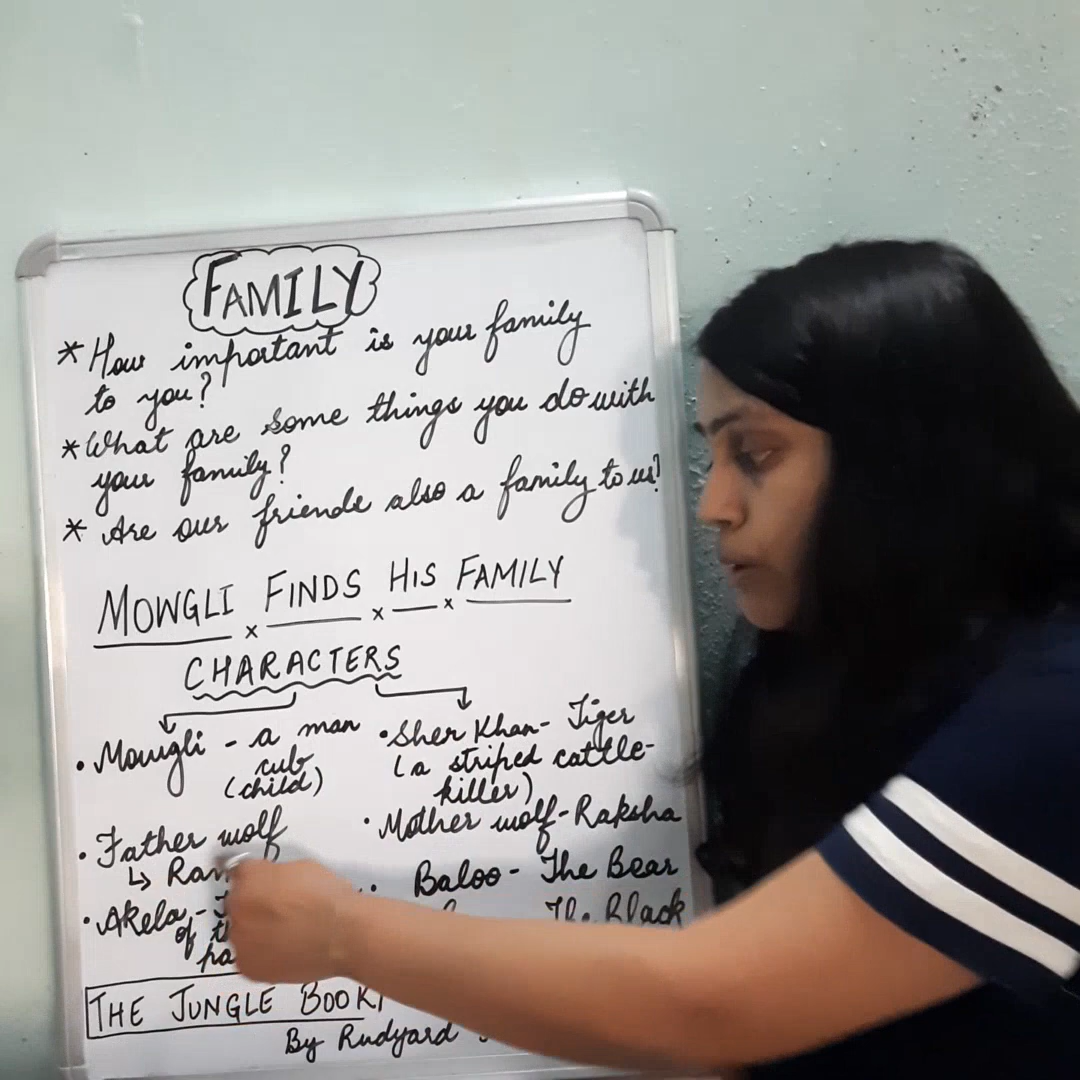 FAMILY
* How important is your family
to you?
* What are some things you do with
your family?
* Are our friends also a family to us?
MOWGLI x FINDS x HIS x FAMILY
CHARACTERS
• Mowgli - a man
cub
(child)
• Father wolf
↳
• Akela -
of
• Sher Khan - Tiger
(a striped cattle-
killer)
• Mother wolf - Raksha
• Baloo - The Bear
The Black
THE JUNGLE BOOK
By Rudyard